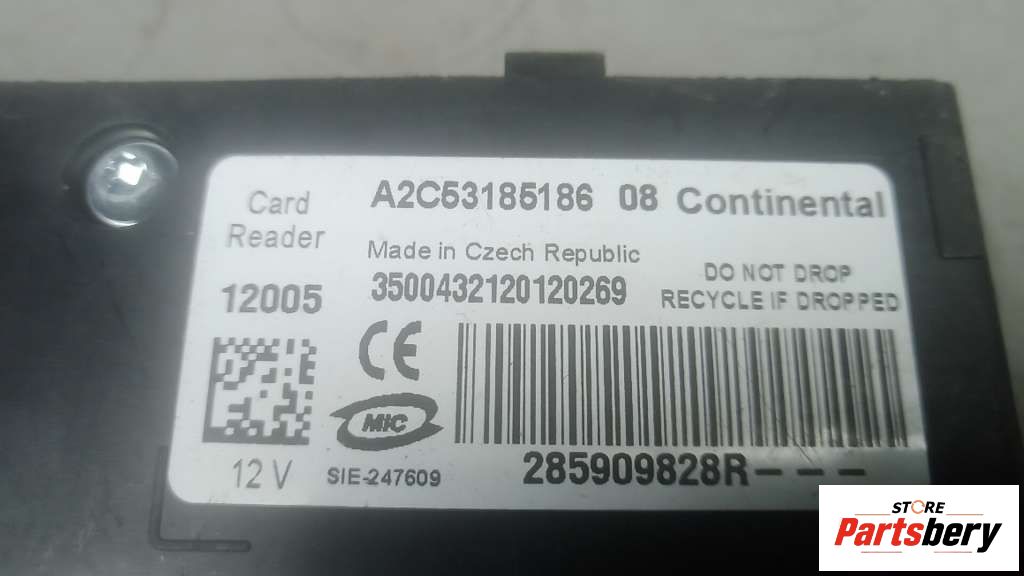 Card Reader
A2C53185186 08 Continental
Made in Czech Republic
12005
3500432120120269
DO NOT DROP
RECYCLE IF DROPPED
CE
MIC
12 V
SIE-247609
285909828R---
STORE
Partsbery